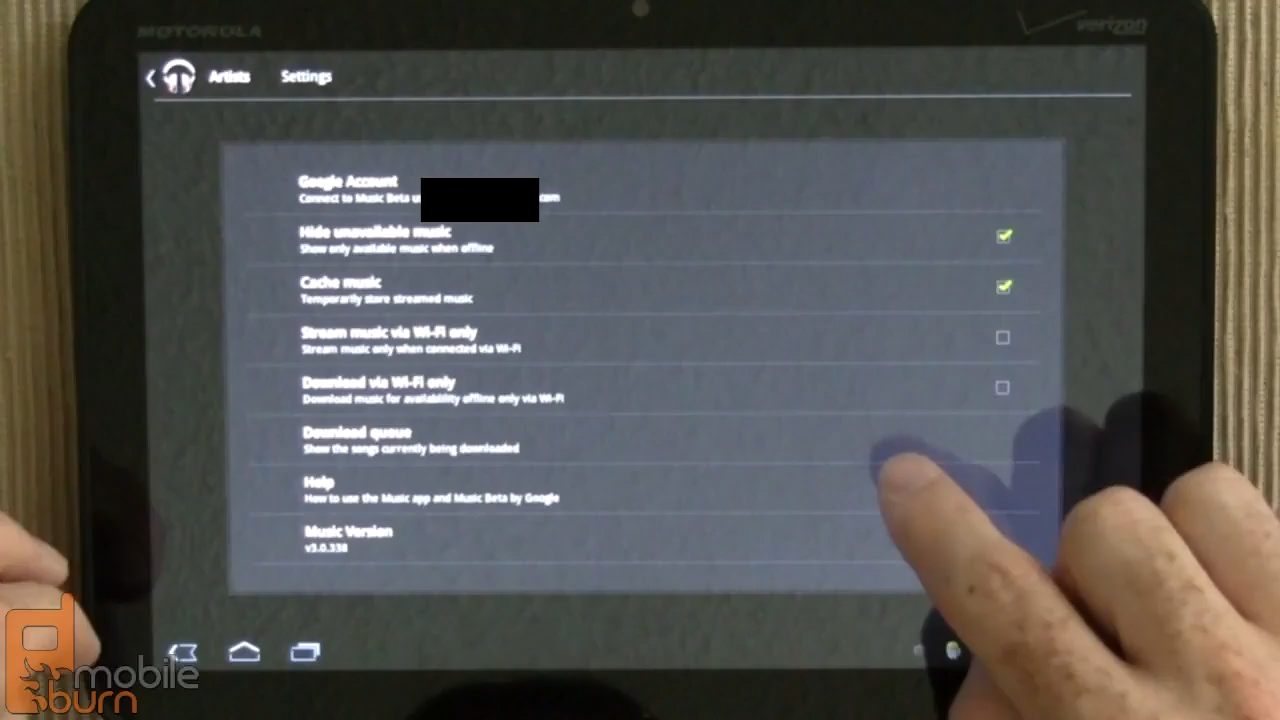 MOTOROLA
verizon
Artists Settings
Google Account
Connect to Music Beta com
Hide unavailable music
Show only available music when offline
Cache music
Temporarily store streamed music
Stream music via Wi-Fi only
Stream music only when connected via Wi-Fi
Download via Wi-Fi only
Download music for availability offline only via Wi-Fi
Download queue
Show the songs currently being downloaded
Help
How to use the Music app and Music Beta by Google
Music Version
v3.0.338
mobile
burn